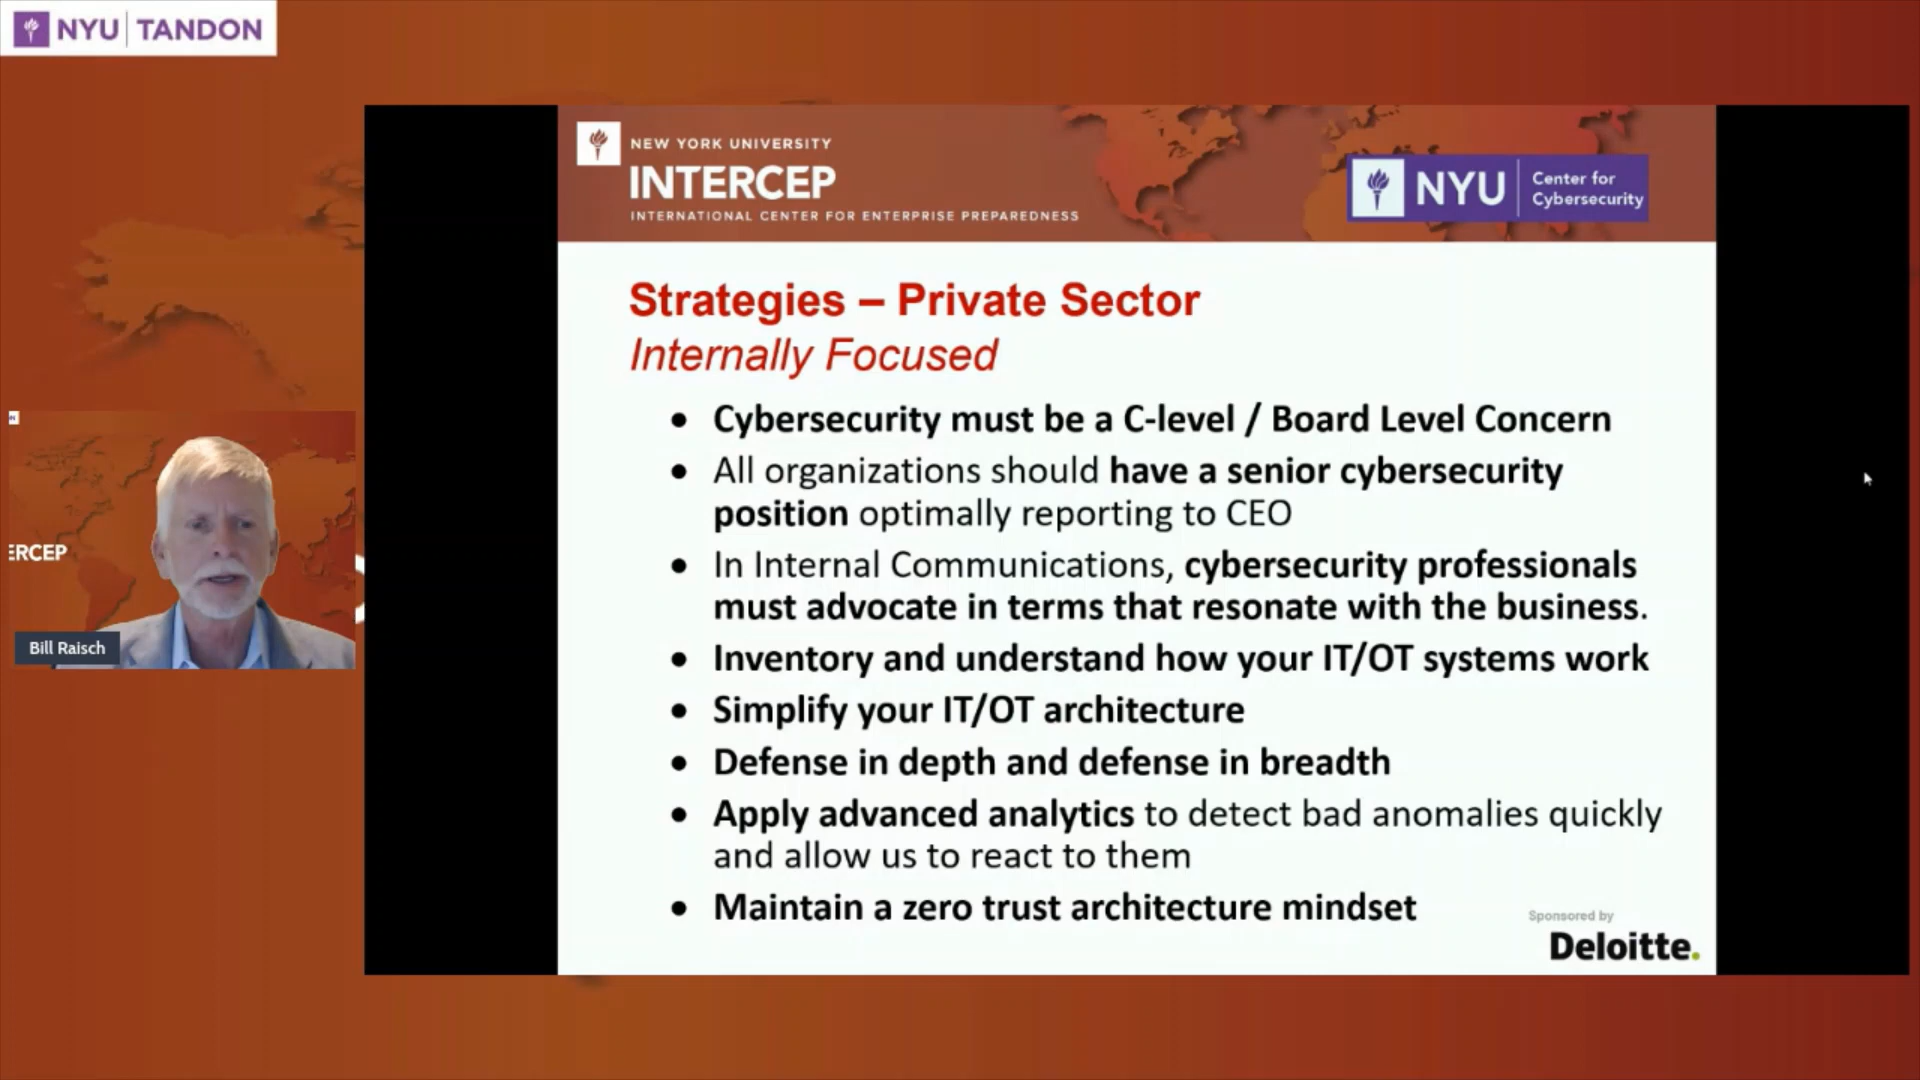 NYU | TANDON
NEW YORK UNIVERSITY
INTERCEP
INTERNATIONAL CENTER FOR ENTERPRISE PREPAREDNESS
NYU
Center for
Cybersecurity
Strategies – Private Sector
Internally Focused
• Cybersecurity must be a C-level / Board Level Concern
• All organizations should have a senior cybersecurity
position optimally reporting to CEO
• In Internal Communications, cybersecurity professionals
must advocate in terms that resonate with the business.
• Inventory and understand how your IT/OT systems work
• Simplify your IT/OT architecture
• Defense in depth and defense in breadth
• Apply advanced analytics to detect bad anomalies quickly
and allow us to react to them
• Maintain a zero trust architecture mindset
Sponsored by
Deloitte.
ERCEP
Bill Raisch